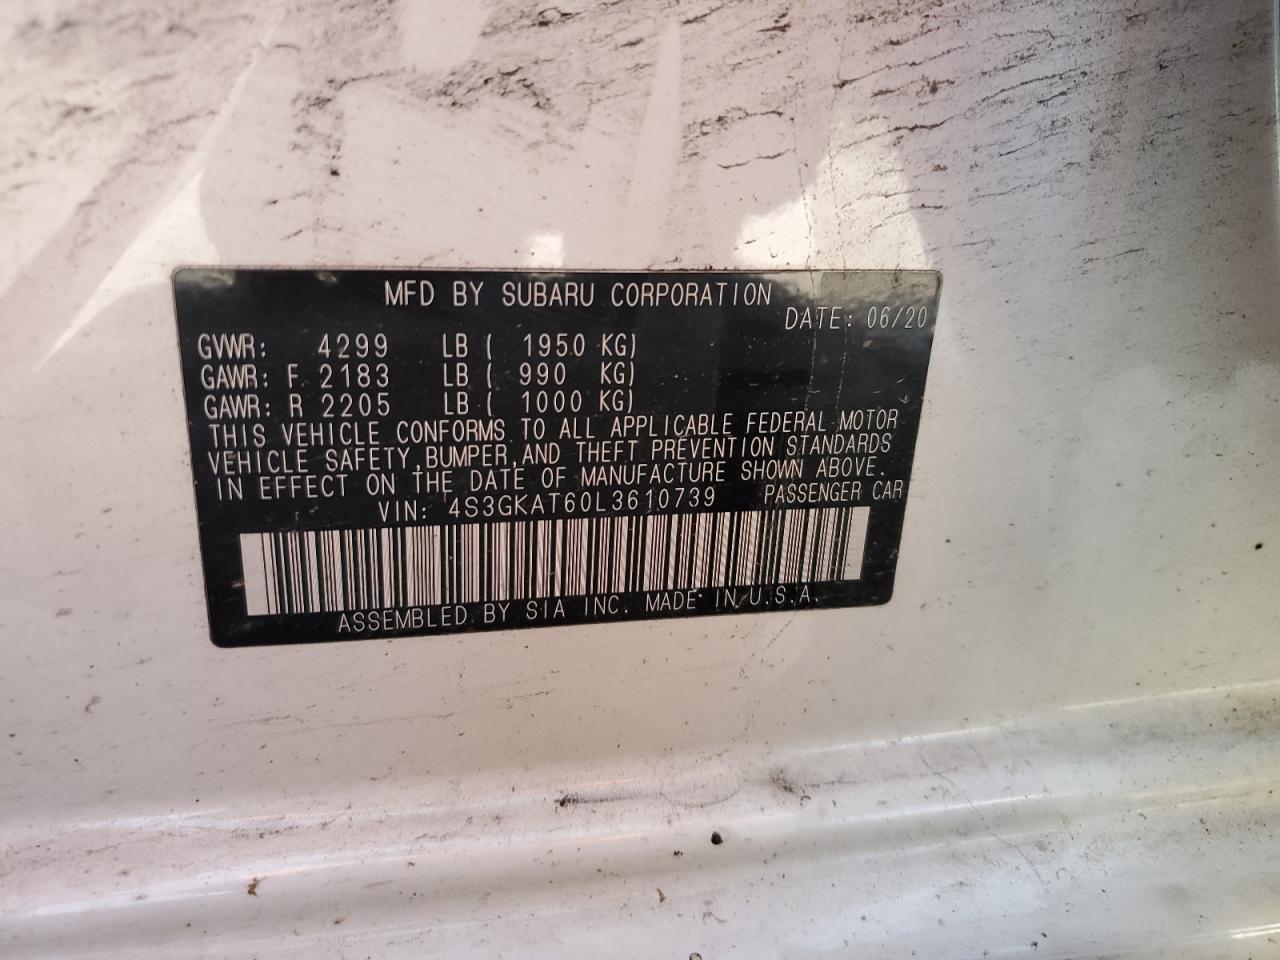 MFD BY SUBARU CORPORATION
DATE: 06/20
GVWR: 4299 LB ( 1950 KG)
GAWR: F 2183 LB ( 990 KG)
GAWR: R 2205 LB ( 1000 KG)
THIS VEHICLE CONFORMS TO ALL APPLICABLE FEDERAL MOTOR
VEHICLE SAFETY, BUMPER, AND THEFT PREVENTION STANDARDS
IN EFFECT ON THE DATE OF MANUFACTURE SHOWN ABOVE.
VIN: 4S3GKAT60L3610739 PASSENGER CAR
ASSEMBLED BY SIA INC. MADE IN U.S.A.